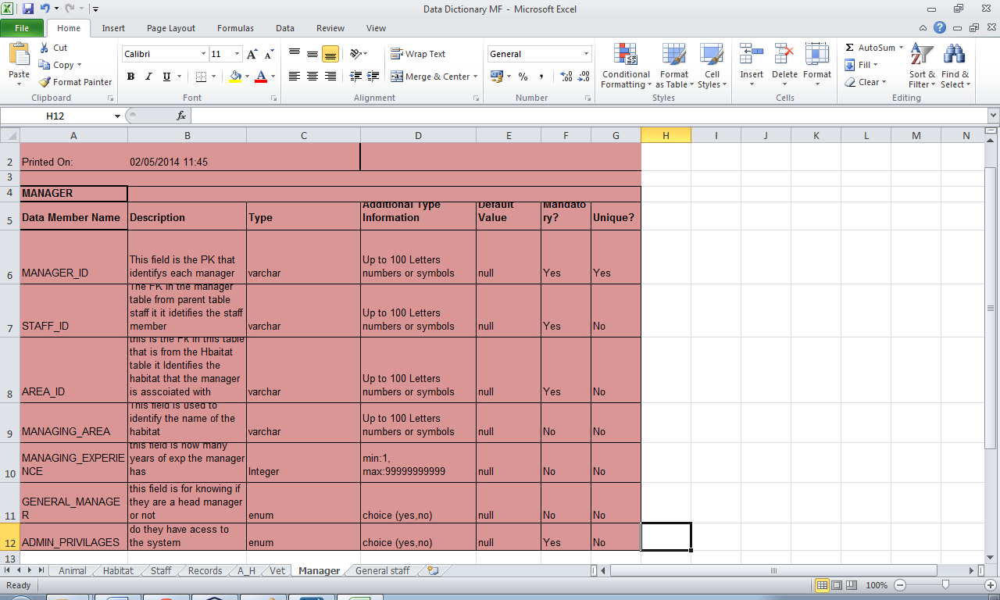 Data Dictionary MF - Microsoft Excel
File Home Insert Page Layout Formulas Data Review View
Paste
Cut
Copy
Format Painter
Clipboard
Calibri 11
B I U
A A
A
Font
Wrap Text
Merge & Center
Alignment
General
% ,
Number
Conditional Formatting
Format as Table
Cell Styles
Styles
Insert Delete Format
Cells
Σ AutoSum
Fill
Clear
Sort & Filter
Find & Select
Editing
H12 fx
A B C D E F G H I J K L M N
2 Printed On: 02/05/2014 11:45
3
4 MANAGER
5 Data Member Name Description Type Additional Type Information Default Value Mandato ry? Unique?
6 MANAGER_ID This field is the PK that identifys each manager varchar Up to 100 Letters numbers or symbols null Yes Yes
7 STAFF_ID The FK in the manager table from parent table staff it it idetifies the staff member varchar Up to 100 Letters numbers or symbols null Yes No
8 AREA_ID this is the Fk in this table that is from the Hbaitat table it Identifies the habitat that the manager is asscoiated with varchar Up to 100 Letters numbers or symbols null Yes No
9 MANAGING_AREA This field is used to identify the name of the habitat varchar Up to 100 Letters numbers or symbols null No No
10 MANAGING_EXPERIE NCE this field is how many years of exp the manager has Integer min:1, max:99999999999 null No No
11 GENERAL_MANAGE R this field is for knowing if they are a head manager or not enum choice (yes,no) null No No
12 ADMIN_PRIVILAGES do they have acess to the system enum choice (yes,no) null Yes No
13
Animal Habitat Staff Records A_H Vet Manager General staff
Ready 100%